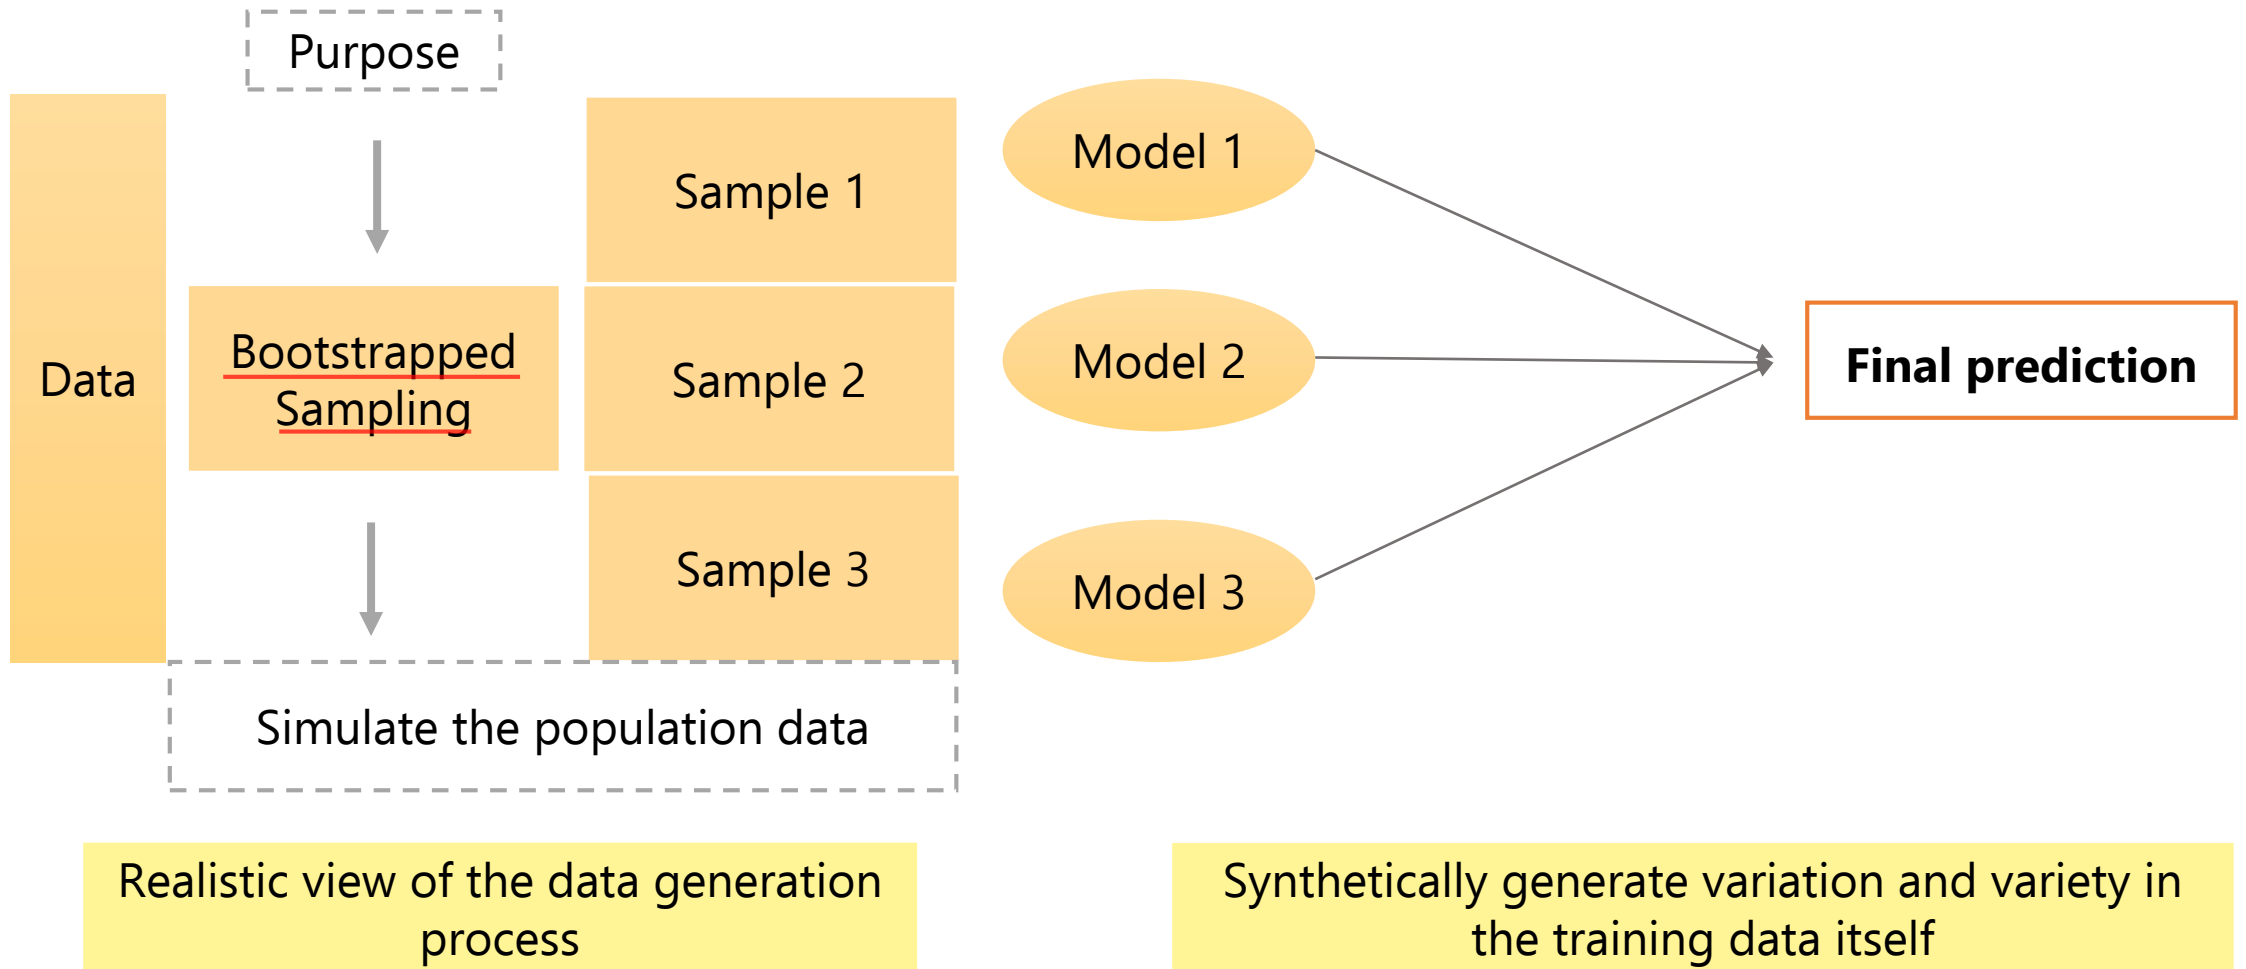 Purpose
Data
Bootstrapped
Sampling
Sample 1
Sample 2
Sample 3
Model 1
Model 2
Model 3
Final prediction
Simulate the population data
Realistic view of the data generation
process
Synthetically generate variation and variety in
the training data itself